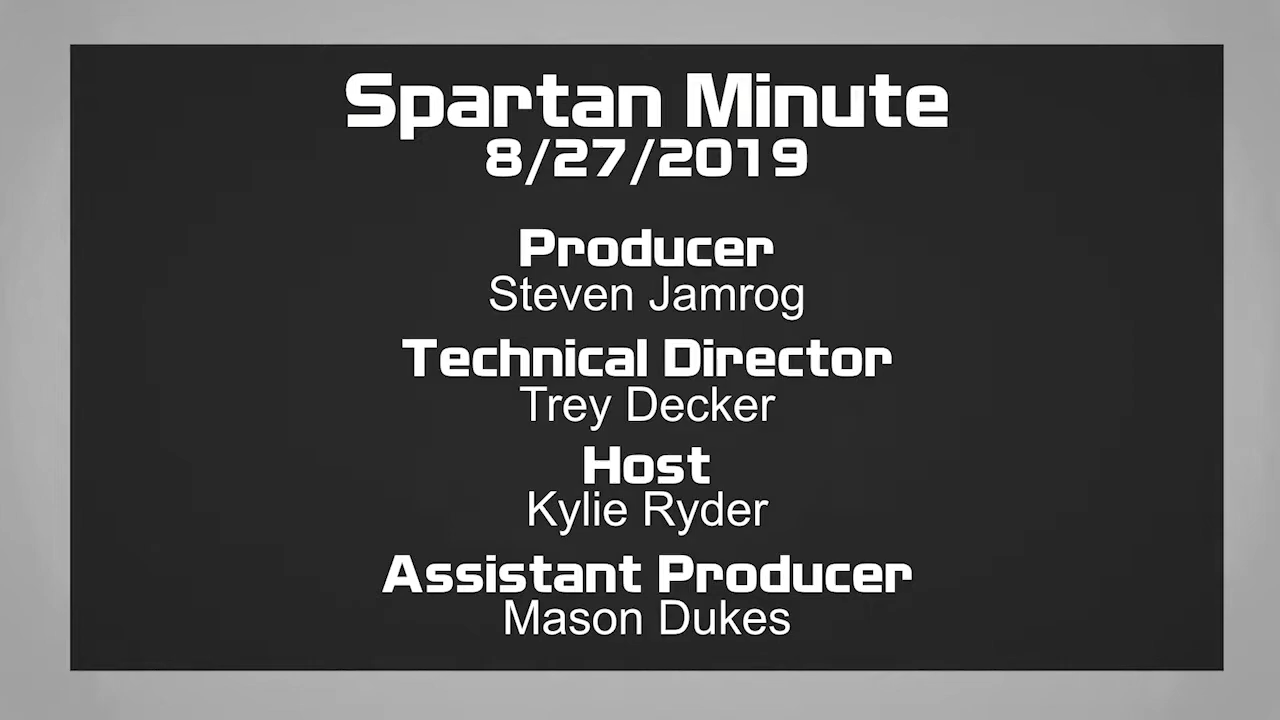 Spartan Minute
8/27/2019
Producer
Steven Jamrog
Technical Director
Trey Decker
Host
Kylie Ryder
Assistant Producer
Mason Dukes